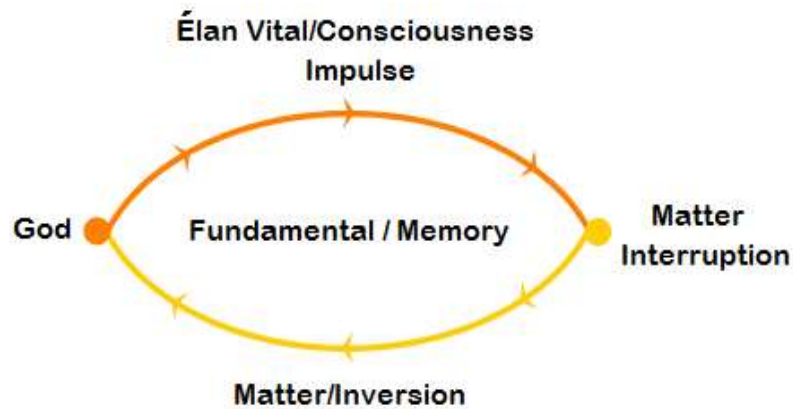 Élan Vital/Consciousness
Impulse
God
Fundamental / Memory
Matter
Interruption
Matter/Inversion